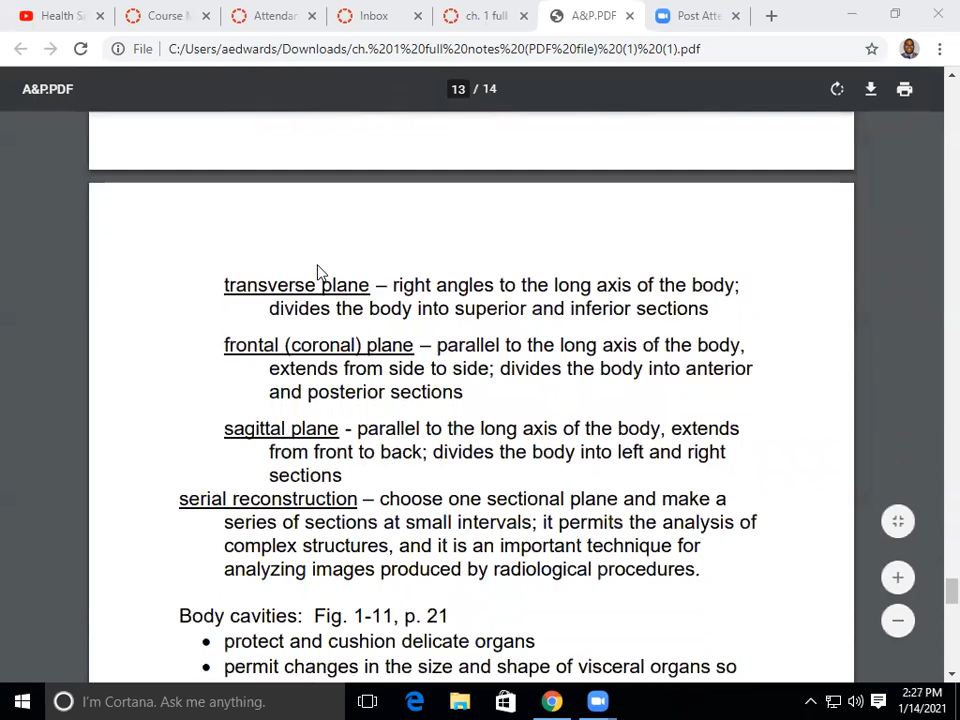 Health S
Course M
Attendan
Inbox
ch. 1 full
A&P.PDF
Post Atte
File
C:/Users/aedwards/Downloads/ch.%201%20full%20notes%20(PDF%20file)%20(1)%20(1).pdf
A&P.PDF
13 / 14
transverse plane – right angles to the long axis of the body;
divides the body into superior and inferior sections
frontal (coronal) plane – parallel to the long axis of the body,
extends from side to side; divides the body into anterior
and posterior sections
sagittal plane - parallel to the long axis of the body, extends
from front to back; divides the body into left and right
sections
serial reconstruction – choose one sectional plane and make a
series of sections at small intervals; it permits the analysis of
complex structures, and it is an important technique for
analyzing images produced by radiological procedures.
Body cavities: Fig. 1-11, p. 21
• protect and cushion delicate organs
• permit changes in the size and shape of visceral organs so
I'm Cortana. Ask me anything.
2:27 PM
1/14/2021